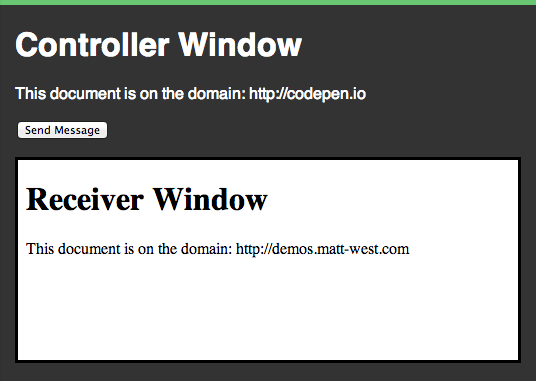 Controller Window
This document is on the domain: http://codepen.io
Send Message
Receiver Window
This document is on the domain: http://demos.matt-west.com